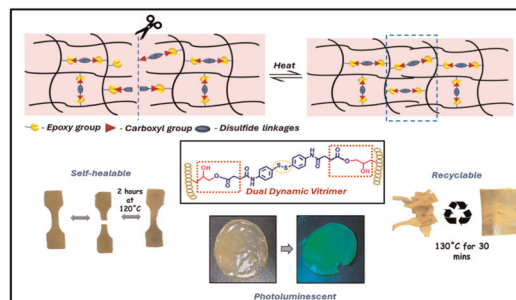 Heat
- Epoxy group - Carboxyl group - Disulfide linkages
Self-healable
2 hours
at
120°C
OH
O
O
O
N
H
S-S
H
N
O
O
O
OH
Dual Dynamic Vitrimer
Recyclable
130°C for 30
mins
Photoluminescent